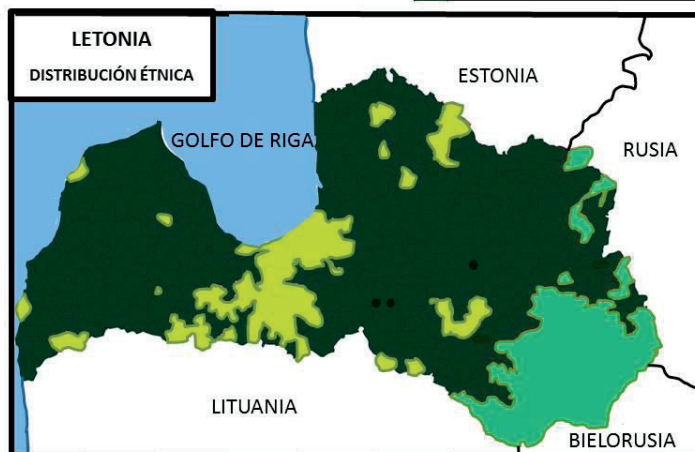 LETONIA
DISTRIBUCIÓN ÉTNICA
ESTONIA
GOLFO DE RIGA
RUSIA
LITUANIA
BIELORUSIA